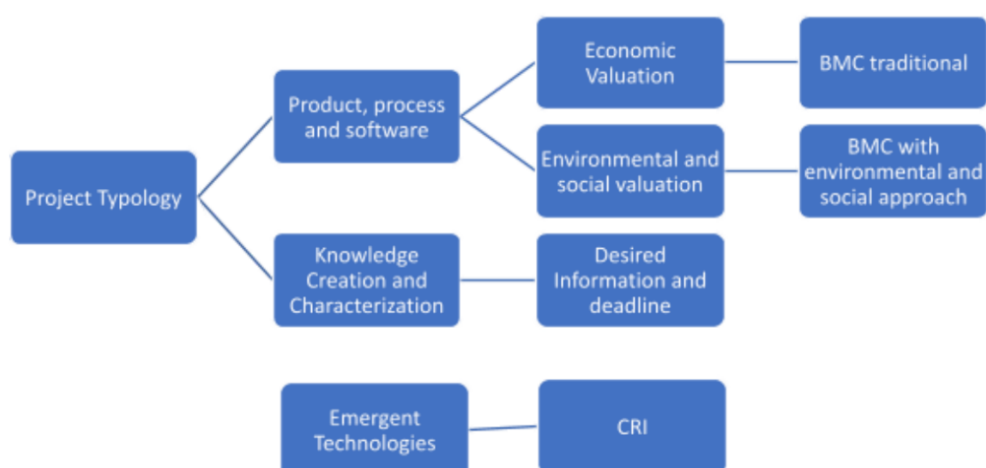 Project Typology
Product, process
and software
Economic
Valuation
BMC traditional
Environmental and
social valuation
BMC with
environmental and
social approach
Knowledge
Creation and
Characterization
Desired
Information and
deadline
Emergent
Technologies
CRI